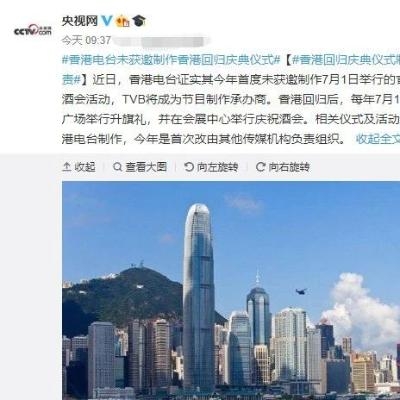 央视网
CCTV.com
今天 09:37
#香港电台未获邀制作香港回归庆典仪式#【#香港回归庆典仪式
责#】近日，香港电台证实其今年首度未获邀制作7月1日举行的
酒会活动，TVB将成为节目制作承办商。香港回归后，每年7月1
广场举行升旗礼，并在会展中心举行庆祝酒会。相关仪式及活动
港电台制作，今年是首次改由其他传媒机构负责组织。 收起全文
收起 查看大图 向左旋转 向右旋转